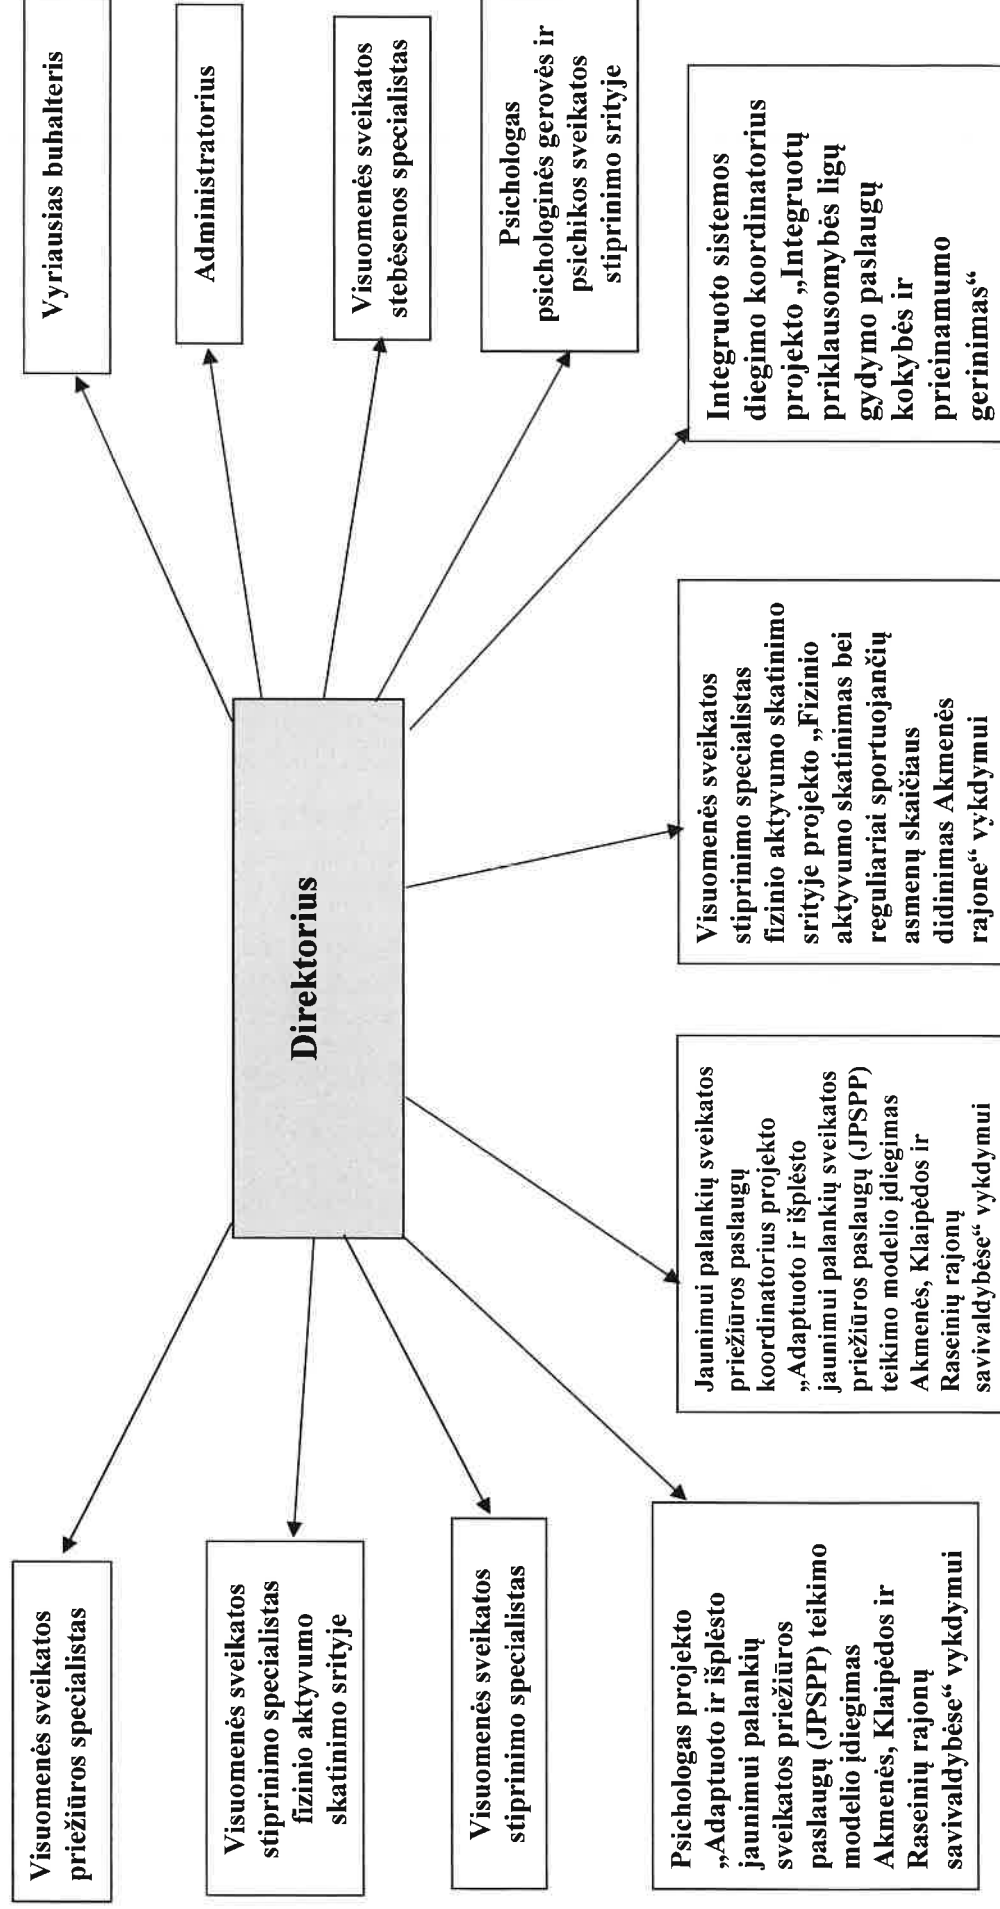 Direktorius
Visuomenės sveikatos
priežiūros specialistas
Visuomenės sveikatos
stiprinimo specialistas
fizinio aktyvumo
skatinimo srityje
Visuomenės sveikatos
stiprinimo specialistas
Psichologas projekto
„Adaptuoto ir išplėsto
jaunimui palankių
sveikatos priežiūros
paslaugų (JPSPP) teikimo
modelio įdiegimas
Akmenės, Klaipėdos ir
Raseinių rajonų
savivaldybėse“ vykdymui
Jaunimui palankių sveikatos
priežiūros paslaugų
koordinatorius projekto
„Adaptuoto ir išplėsto
jaunimui palankių sveikatos
priežiūros paslaugų (JPSPP)
teikimo modelio įdiegimas
Akmenės, Klaipėdos ir
Raseinių rajonų
savivaldybėse“ vykdymui
Visuomenės sveikatos
stiprinimo specialistas
fizinio aktyvumo skatinimo
srityje projekto „Fizinio
aktyvumo skatinimas bei
reguliariai sportuojančių
asmenų skaičiaus
didinimas Akmenės
rajone“ vykdymui
Integruoto sistemos
diegimo koordinatorius
projekto „Integruotų
priklausomybės ligų
gydymo paslaugų
kokybės ir
prieinamumo
gerinimas“
Psichologas
psichologinės gerovės ir
psichikos sveikatos
stiprinimo srityje
Visuomenės sveikatos
stebėsenos specialistas
Administratorius
Vyriausias buhalteris